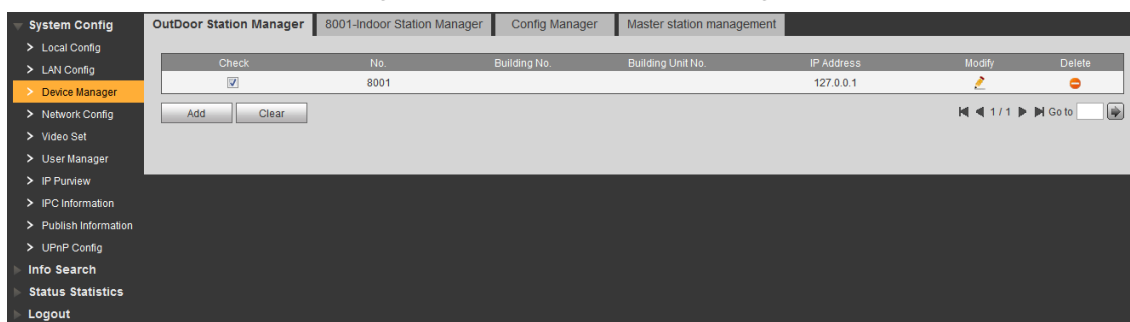 System Config
Local Config
LAN Config
Device Manager
Network Config
Video Set
User Manager
IP Purview
IPC Information
Publish Information
UPnP Config
Info Search
Status Statistics
Logout
OutDoor Station Manager 8001-Indoor Station Manager Config Manager Master station management
Check No. Building No. Building Unit No. IP Address Modify Delete
8001 127.0.0.1
Add Clear 1 / 1 Go to